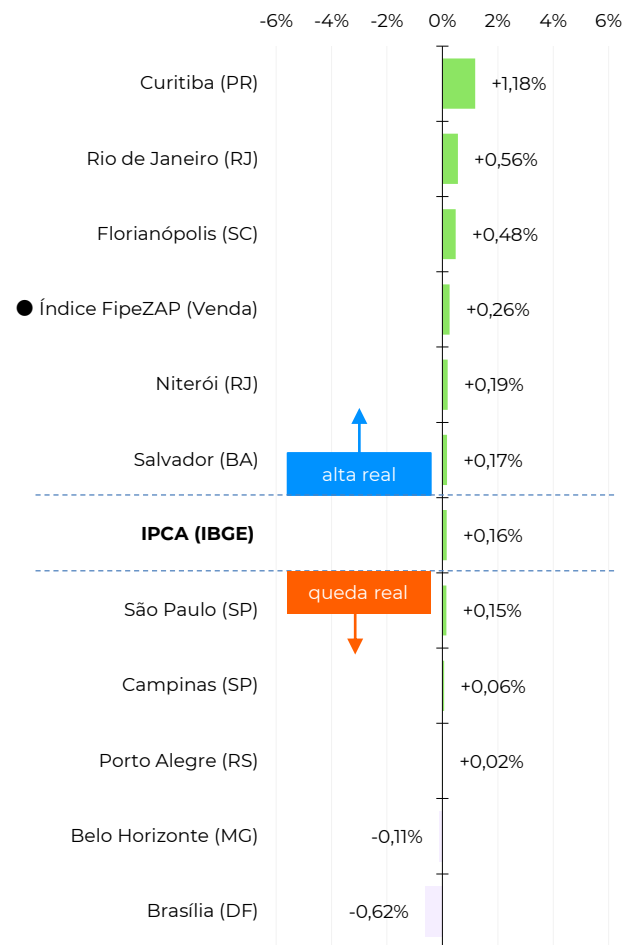 -6% -4% -2% 0% 2% 4% 6%
Curitiba (PR) +1,18%
Rio de Janeiro (RJ) +0,56%
Florianópolis (SC) +0,48%
Índice FipeZAP (Venda) +0,26%
Niterói (RJ) +0,19%
Salvador (BA) +0,17%
alta real
IPCA (IBGE) +0,16%
queda real
São Paulo (SP) +0,15%
Campinas (SP) +0,06%
Porto Alegre (RS) +0,02%
Belo Horizonte (MG) -0,11%
Brasília (DF) -0,62%